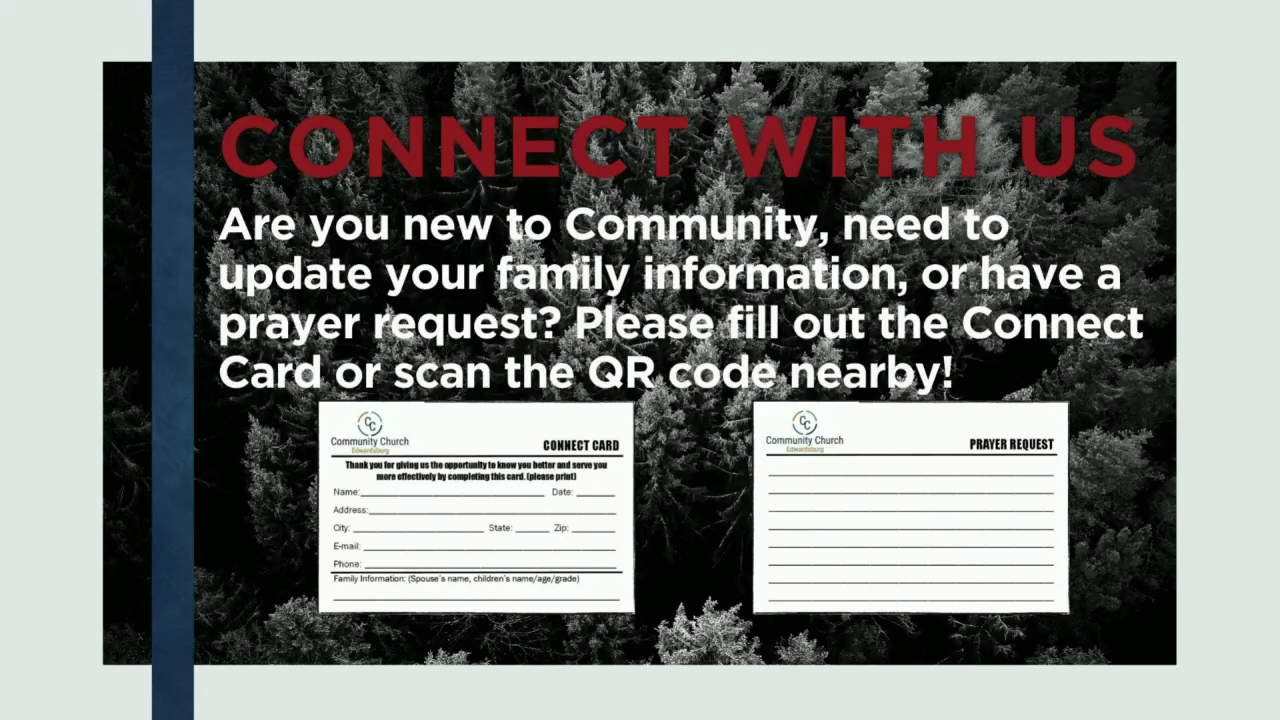 CONNECT WITH US
Are you new to Community, need to
update your family information, or have a
prayer request? Please fill out the Connect
Card or scan the QR code nearby!
CC
Community Church
Edwardsburg
CONNECT CARD
Thank you for giving us the opportunity to know you better and serve you
more effectively by completing this card. (please print)
Name: Date:
Address:
City: State: Zip:
E-mail:
Phone:
Family Information: (Spouse's name, children's name/age/grade)
CC
Community Church
Edwardsburg
PRAYER REQUEST